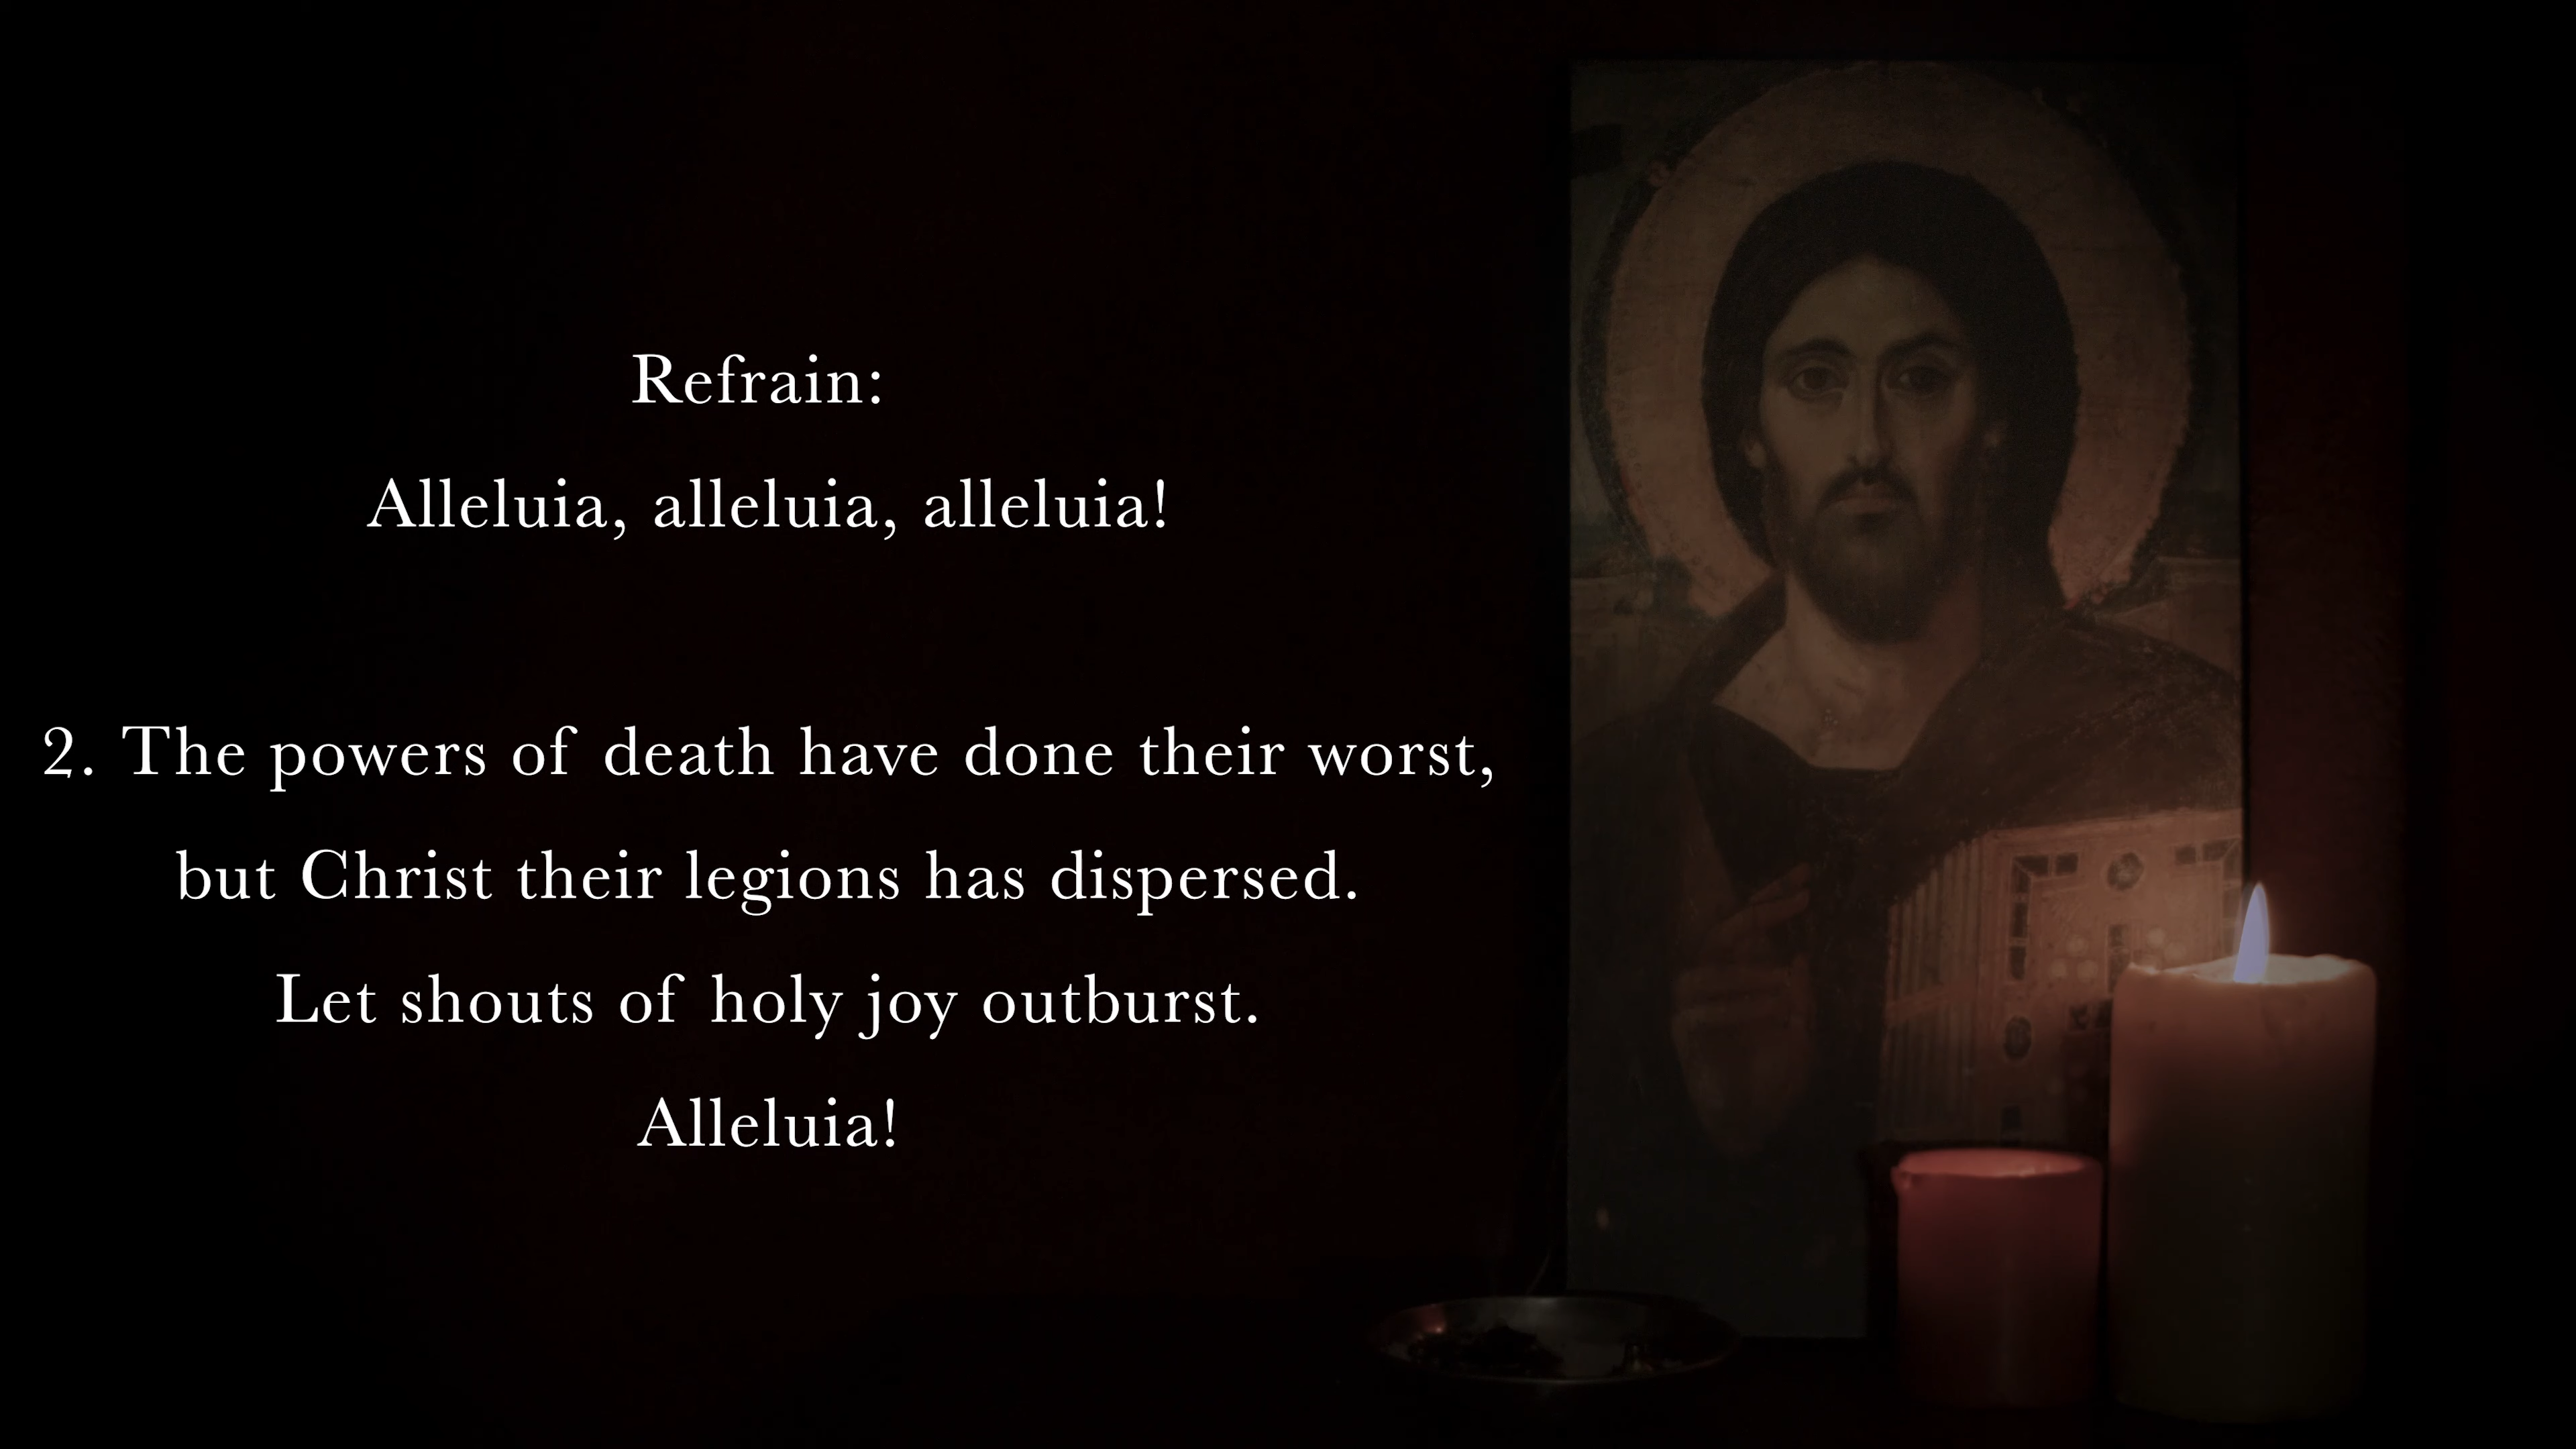 Refrain:
Alleluia, alleluia, alleluia!
2. The powers of death have done their worst,
but Christ their legions has dispersed.
Let shouts of holy joy outburst.
Alleluia!